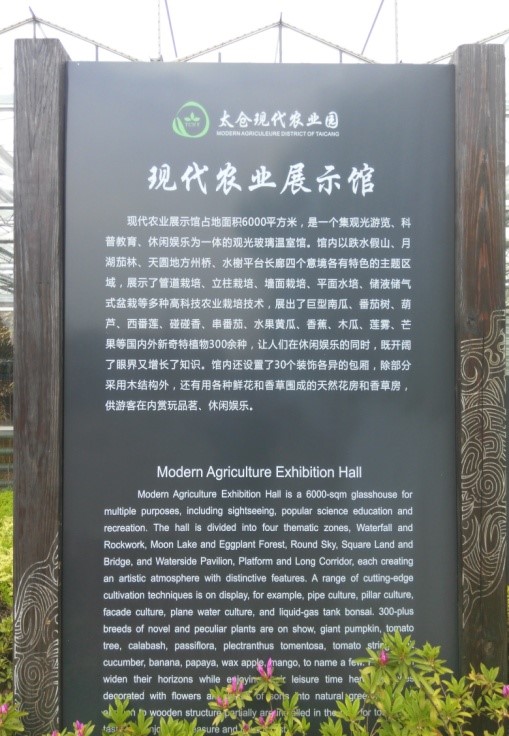 太仓现代农业园
MODERN AGRICULEURE DISTRICT OF TAICANG
现代农业展示馆
现代农业展示馆占地面积6000平方米，是一个集观光游览、科
普教育、休闲娱乐为一体的观光玻璃温室馆。馆内以跌水假山、月
湖茄林、天圆地方州桥、水榭平台长廊四个意境各有特色的主题区
域，展示了管道栽培、立柱栽培、墙面栽培、平面水培、储液储气
式盆栽等多种高科技农业栽培技术，展出了巨型南瓜、番茄树、葫
芦、西番莲、碰碰香、串番茄、水果黄瓜、香蕉、木瓜、莲雾、芒
果等国内外新奇特植物300余种，让人们在休闲娱乐的同时，既开阔
了眼界又增长了知识。馆内还设置了30个装饰各异的包厢，除部分
采用木结构外，还有用各种鲜花和香草围成的天然花房和香草房，
供游客在内赏玩品茗、休闲娱乐。
Modern Agriculture Exhibition Hall
Modern Agriculture Exhibition Hall is a 6000-sqm glasshouse for
multiple purposes, including sightseeing, popular science education and
recreation. The hall is divided into four thematic zones, Waterfall and
Rockwork, Moon Lake and Eggplant Forest, Round Sky, Square Land and
Bridge, and Waterside Pavilion, Platform and Long Corridor, each creating
an artistic atmosphere with distinctive features. A range of cutting-edge
cultivation techniques is on display, for example, pipe culture, pillar culture,
facade culture, plane water culture, and liquid-gas tank bonsai. 300-plus
breeds of novel and peculiar plants are on show, giant pumpkin, tomato
tree, calabash, passiflora, plectranthus tomentosa, tomato
cucumber, banana, papaya, wax apple, mango, to name a few.
widen their horizons while leisure time
decorated with flowers into natural
wooden structure partially are in the for